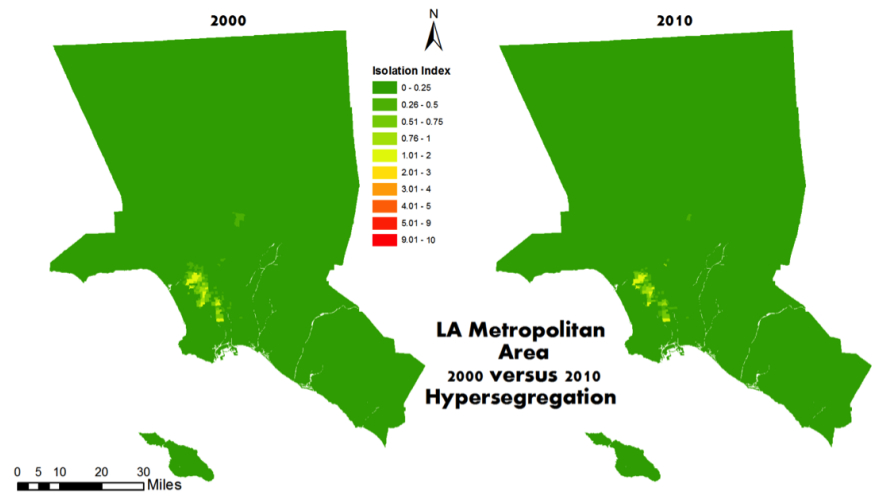 2000
N
2010
Isolation Index
0 - 0.25
0.26 - 0.5
0.51 - 0.75
0.76 - 1
1.01 - 2
2.01 - 3
3.01 - 4
4.01 - 5
5.01 - 9
9.01 - 10
LA Metropolitan
Area
2000 versus 2010
Hypersegregation
0 5 10 20 30
Miles